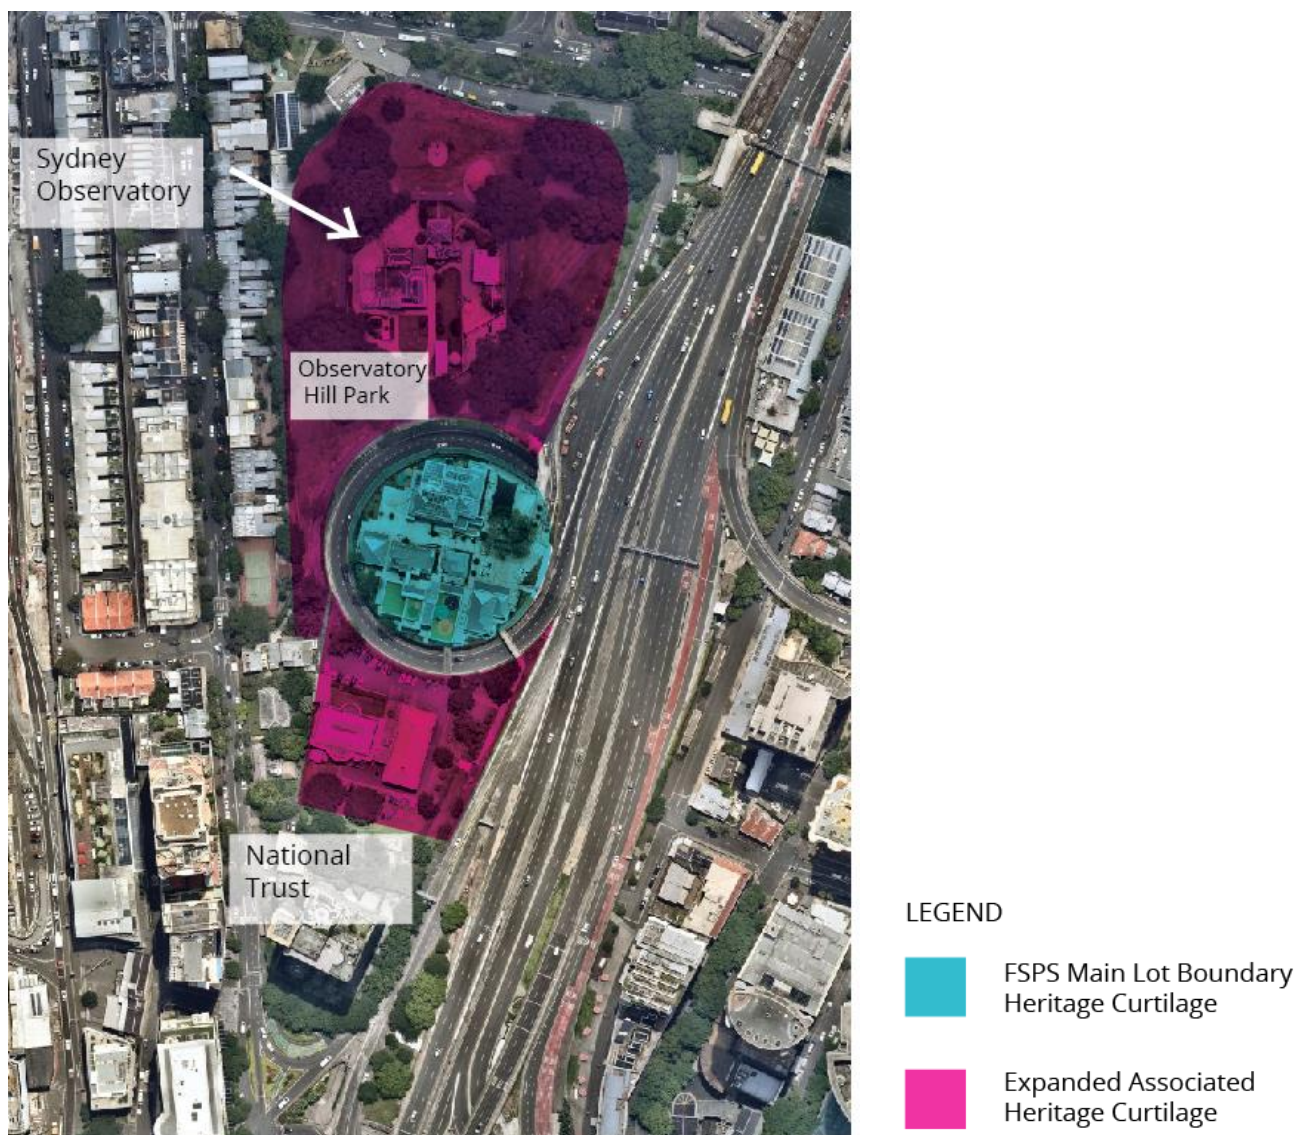 Sydney
Observatory
Observatory
Hill Park
National
Trust
LEGEND
FSPS Main Lot Boundary
Heritage Curtilage
Expanded Associated
Heritage Curtilage